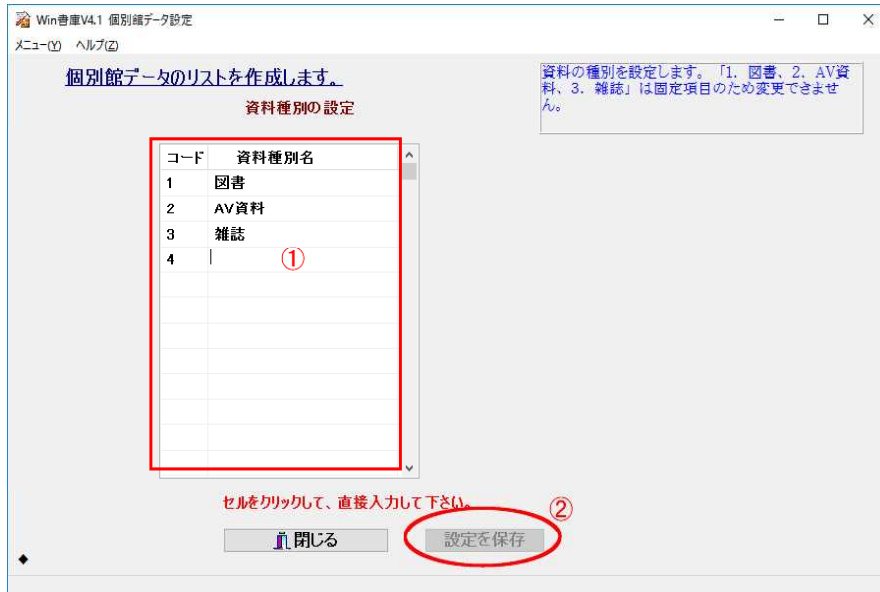 Win書庫V4.1 個別館データ設定
メニュー(Y) ヘルプ(Z)
個別館データのリストを作成します。
資料種別の設定
資料の種別を設定します。「1．図書、2．AV資
料、3．雑誌」は固定項目のため変更できませ
ん。
コード 資料種別名
1 図書
2 AV資料
3 雑誌
4 ①
セルをクリックして、直接入力して下さい。
②
閉じる 設定を保存